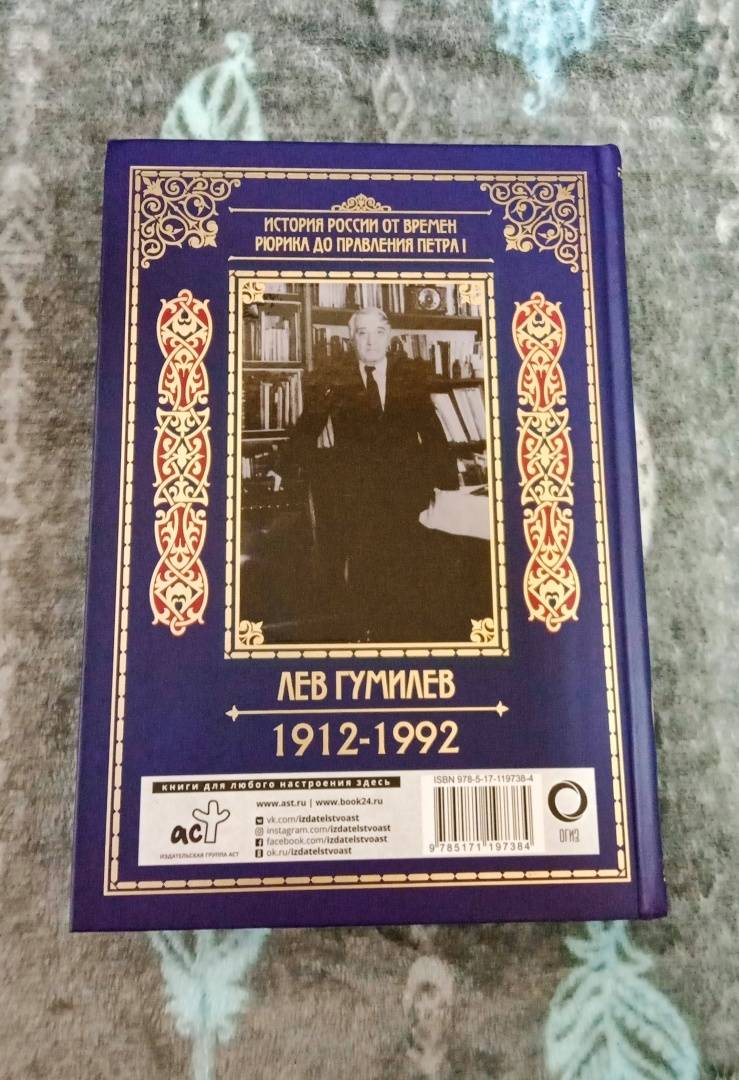 ИСТОРИЯ РОССИИ ОТ ВРЕМЕН
РЮРИКА ДО ПРАВЛЕНИЯ ПЕТРА I
ЛЕВ ГУМИЛЕВ
1912-1992
книги для любого настроения здесь
www.ast.ru | www.book24.ru
vk.com/izdatelstvoast
instagram.com/izdatelstvoast
facebook.com/izdatelstvoast
ok.ru/izdatelstvoast
аст
ИЗДАТЕЛЬСКАЯ ГРУППА АСТ
ISBN 978-5-17-119738-4
9 785171 197384
ОГИЗ